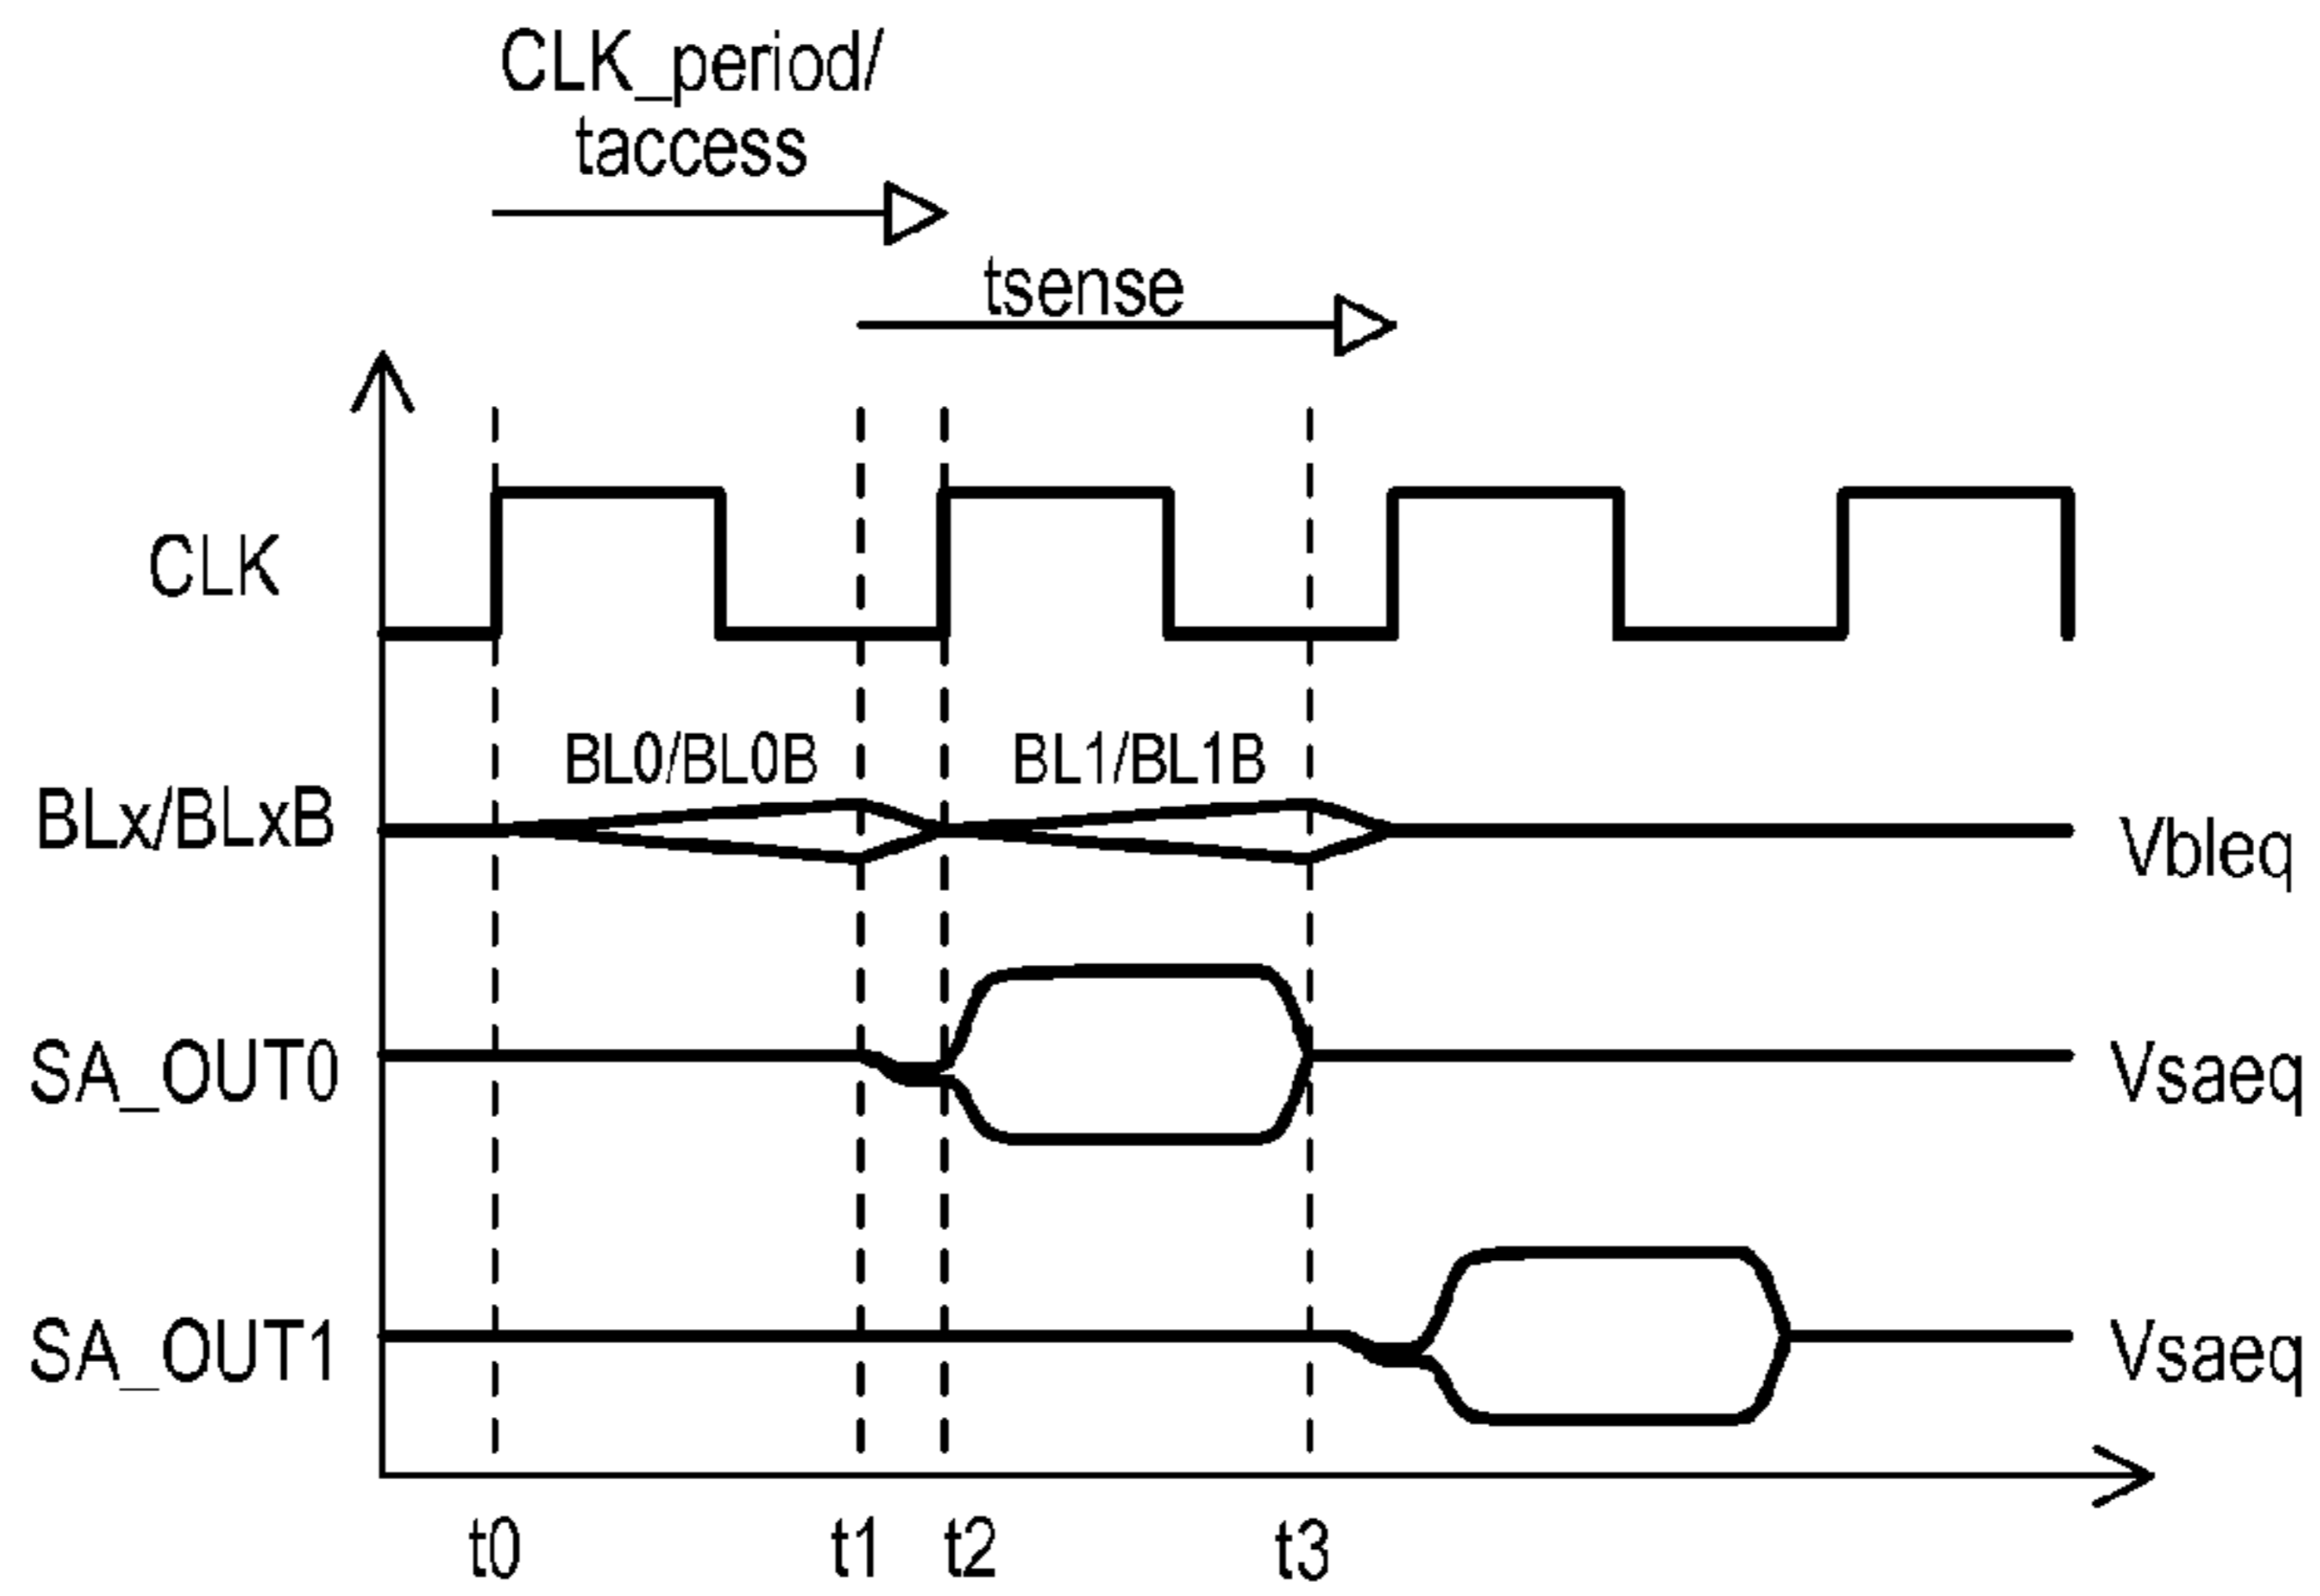 CLK_period/
taccess
tsense
CLK
BL0/BL0B
BL1/BL1B
BLx/BLxB
Vbleq
SA_OUT0
Vsaeq
SA_OUT1
Vsaeq
t0
t1
t2
t3